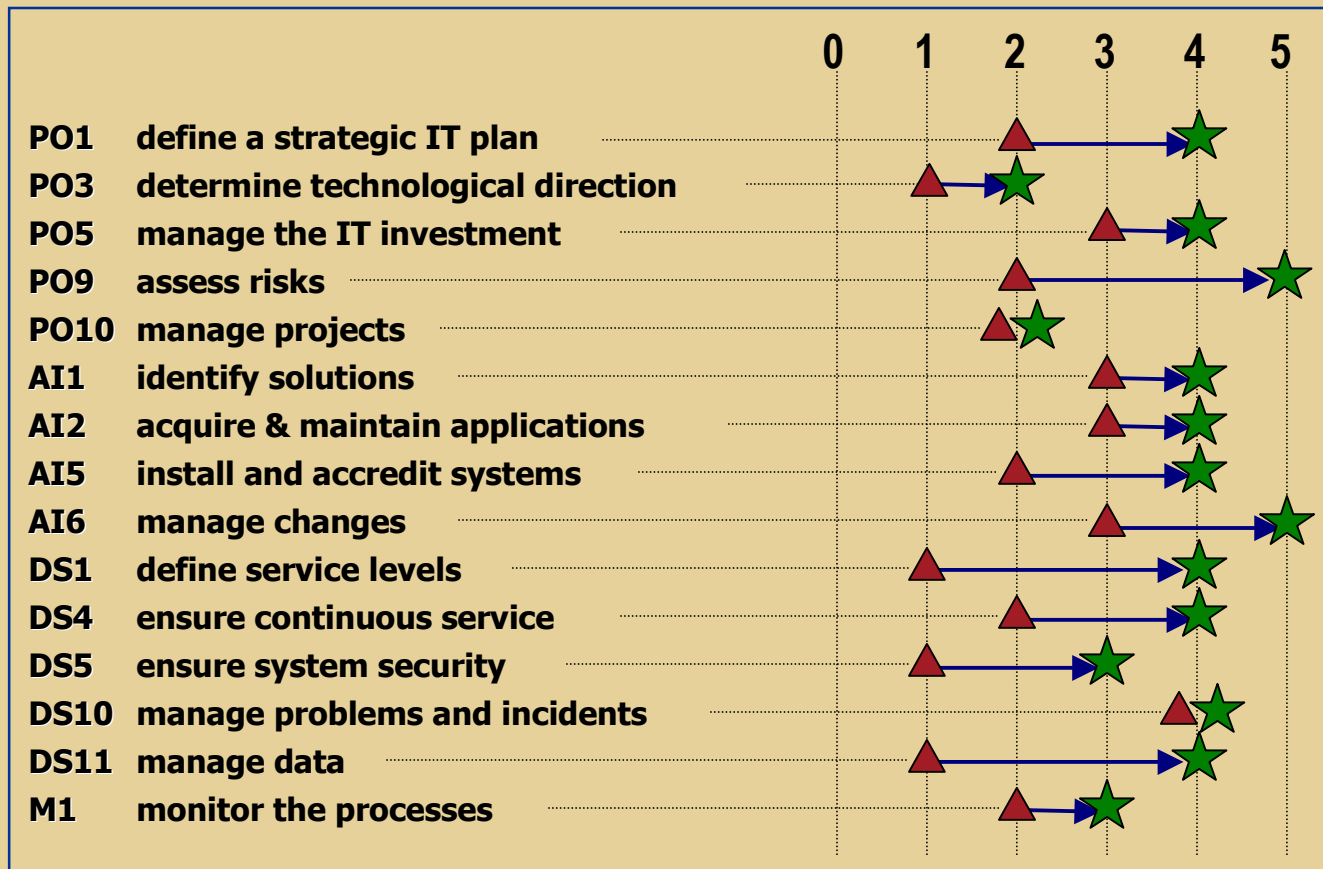 0 1 2 3 4 5
PO1 define a strategic IT plan
PO3 determine technological direction
PO5 manage the IT investment
PO9 assess risks
PO10 manage projects
AI1 identify solutions
AI2 acquire & maintain applications
AI5 install and accredit systems
AI6 manage changes
DS1 define service levels
DS4 ensure continuous service
DS5 ensure system security
DS10 manage problems and incidents
DS11 manage data
M1 monitor the processes